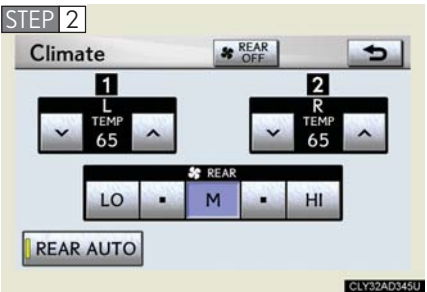 STEP 2
Climate
REAR OFF
1
2
L
TEMP
65
R
TEMP
65
REAR
LO
M
HI
REAR AUTO
CLY32AD345U